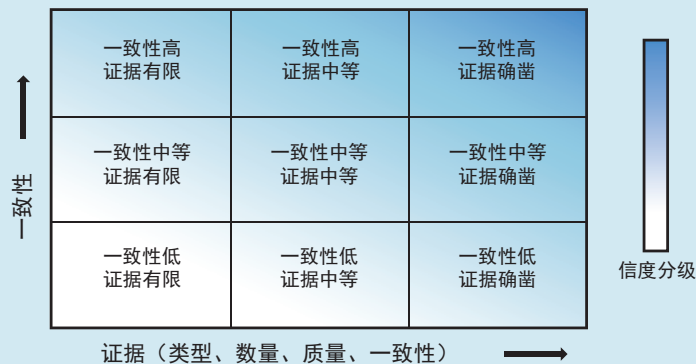 一致性高
证据有限
一致性高
证据中等
一致性高
证据确凿
一致性中等
证据有限
一致性中等
证据中等
一致性中等
证据确凿
一致性低
证据有限
一致性低
证据中等
一致性低
证据确凿
一致性
信度分级
证据（类型、数量、质量、一致性）